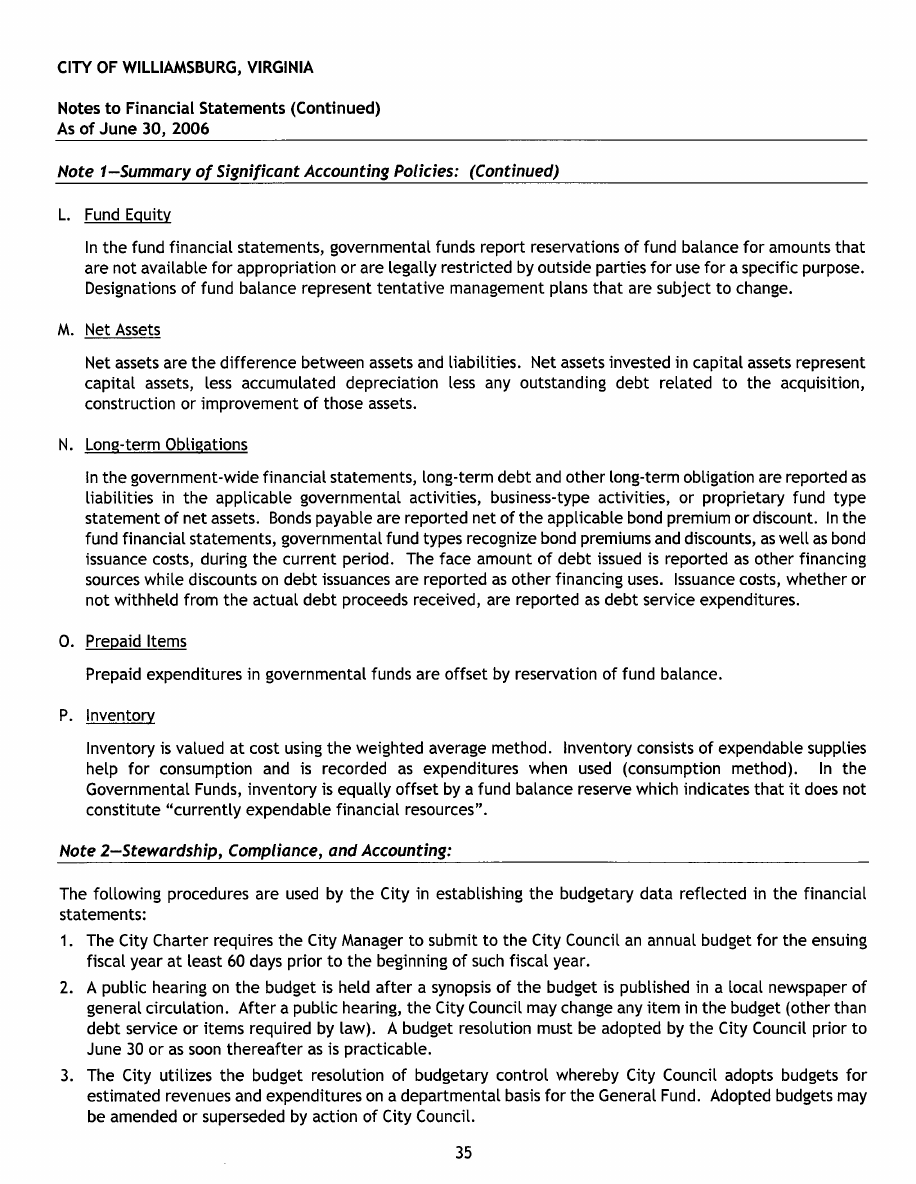 CITY OF WILLIAMSBURG, VIRGINIA
Notes to Financial Statements (Continued)
As of June 30, 2006
Note 1—Summary of Significant Accounting Policies: (Continued)
L. Fund Equity
In the fund financial statements, governmental funds report reservations of fund balance for amounts that
are not available for appropriation or are legally restricted by outside parties for use for a specific purpose.
Designations of fund balance represent tentative management plans that are subject to change.
M. Net Assets
Net assets are the difference between assets and liabilities. Net assets invested in capital assets represent
capital assets, less accumulated depreciation less any outstanding debt related to the acquisition,
construction or improvement of those assets.
N. Long-term Obligations
In the government-wide financial statements, long-term debt and other long-term obligation are reported as
liabilities in the applicable governmental activities, business-type activities, or proprietary fund type
statement of net assets. Bonds payable are reported net of the applicable bond premium or discount. In the
fund financial statements, governmental fund types recognize bond premiums and discounts, as well as bond
issuance costs, during the current period. The face amount of debt issued is reported as other financing
sources while discounts on debt issuances are reported as other financing uses. Issuance costs, whether or
not withheld from the actual debt proceeds received, are reported as debt service expenditures.
O. Prepaid Items
Prepaid expenditures in governmental funds are offset by reservation of fund balance.
P. Inventory
Inventory is valued at cost using the weighted average method. Inventory consists of expendable supplies
help for consumption and is recorded as expenditures when used (consumption method). In the
Governmental Funds, inventory is equally offset by a fund balance reserve which indicates that it does not
constitute “currently expendable financial resources”.
Note 2—Stewardship, Compliance, and Accounting:
The following procedures are used by the City in establishing the budgetary data reflected in the financial
statements:
1. The City Charter requires the City Manager to submit to the City Council an annual budget for the ensuing
fiscal year at least 60 days prior to the beginning of such fiscal year.
2. A public hearing on the budget is held after a synopsis of the budget is published in a local newspaper of
general circulation. After a public hearing, the City Council may change any item in the budget (other than
debt service or items required by law). A budget resolution must be adopted by the City Council prior to
June 30 or as soon thereafter as is practicable.
3. The City utilizes the budget resolution of budgetary control whereby City Council adopts budgets for
estimated revenues and expenditures on a departmental basis for the General Fund. Adopted budgets may
be amended or superseded by action of City Council.
35